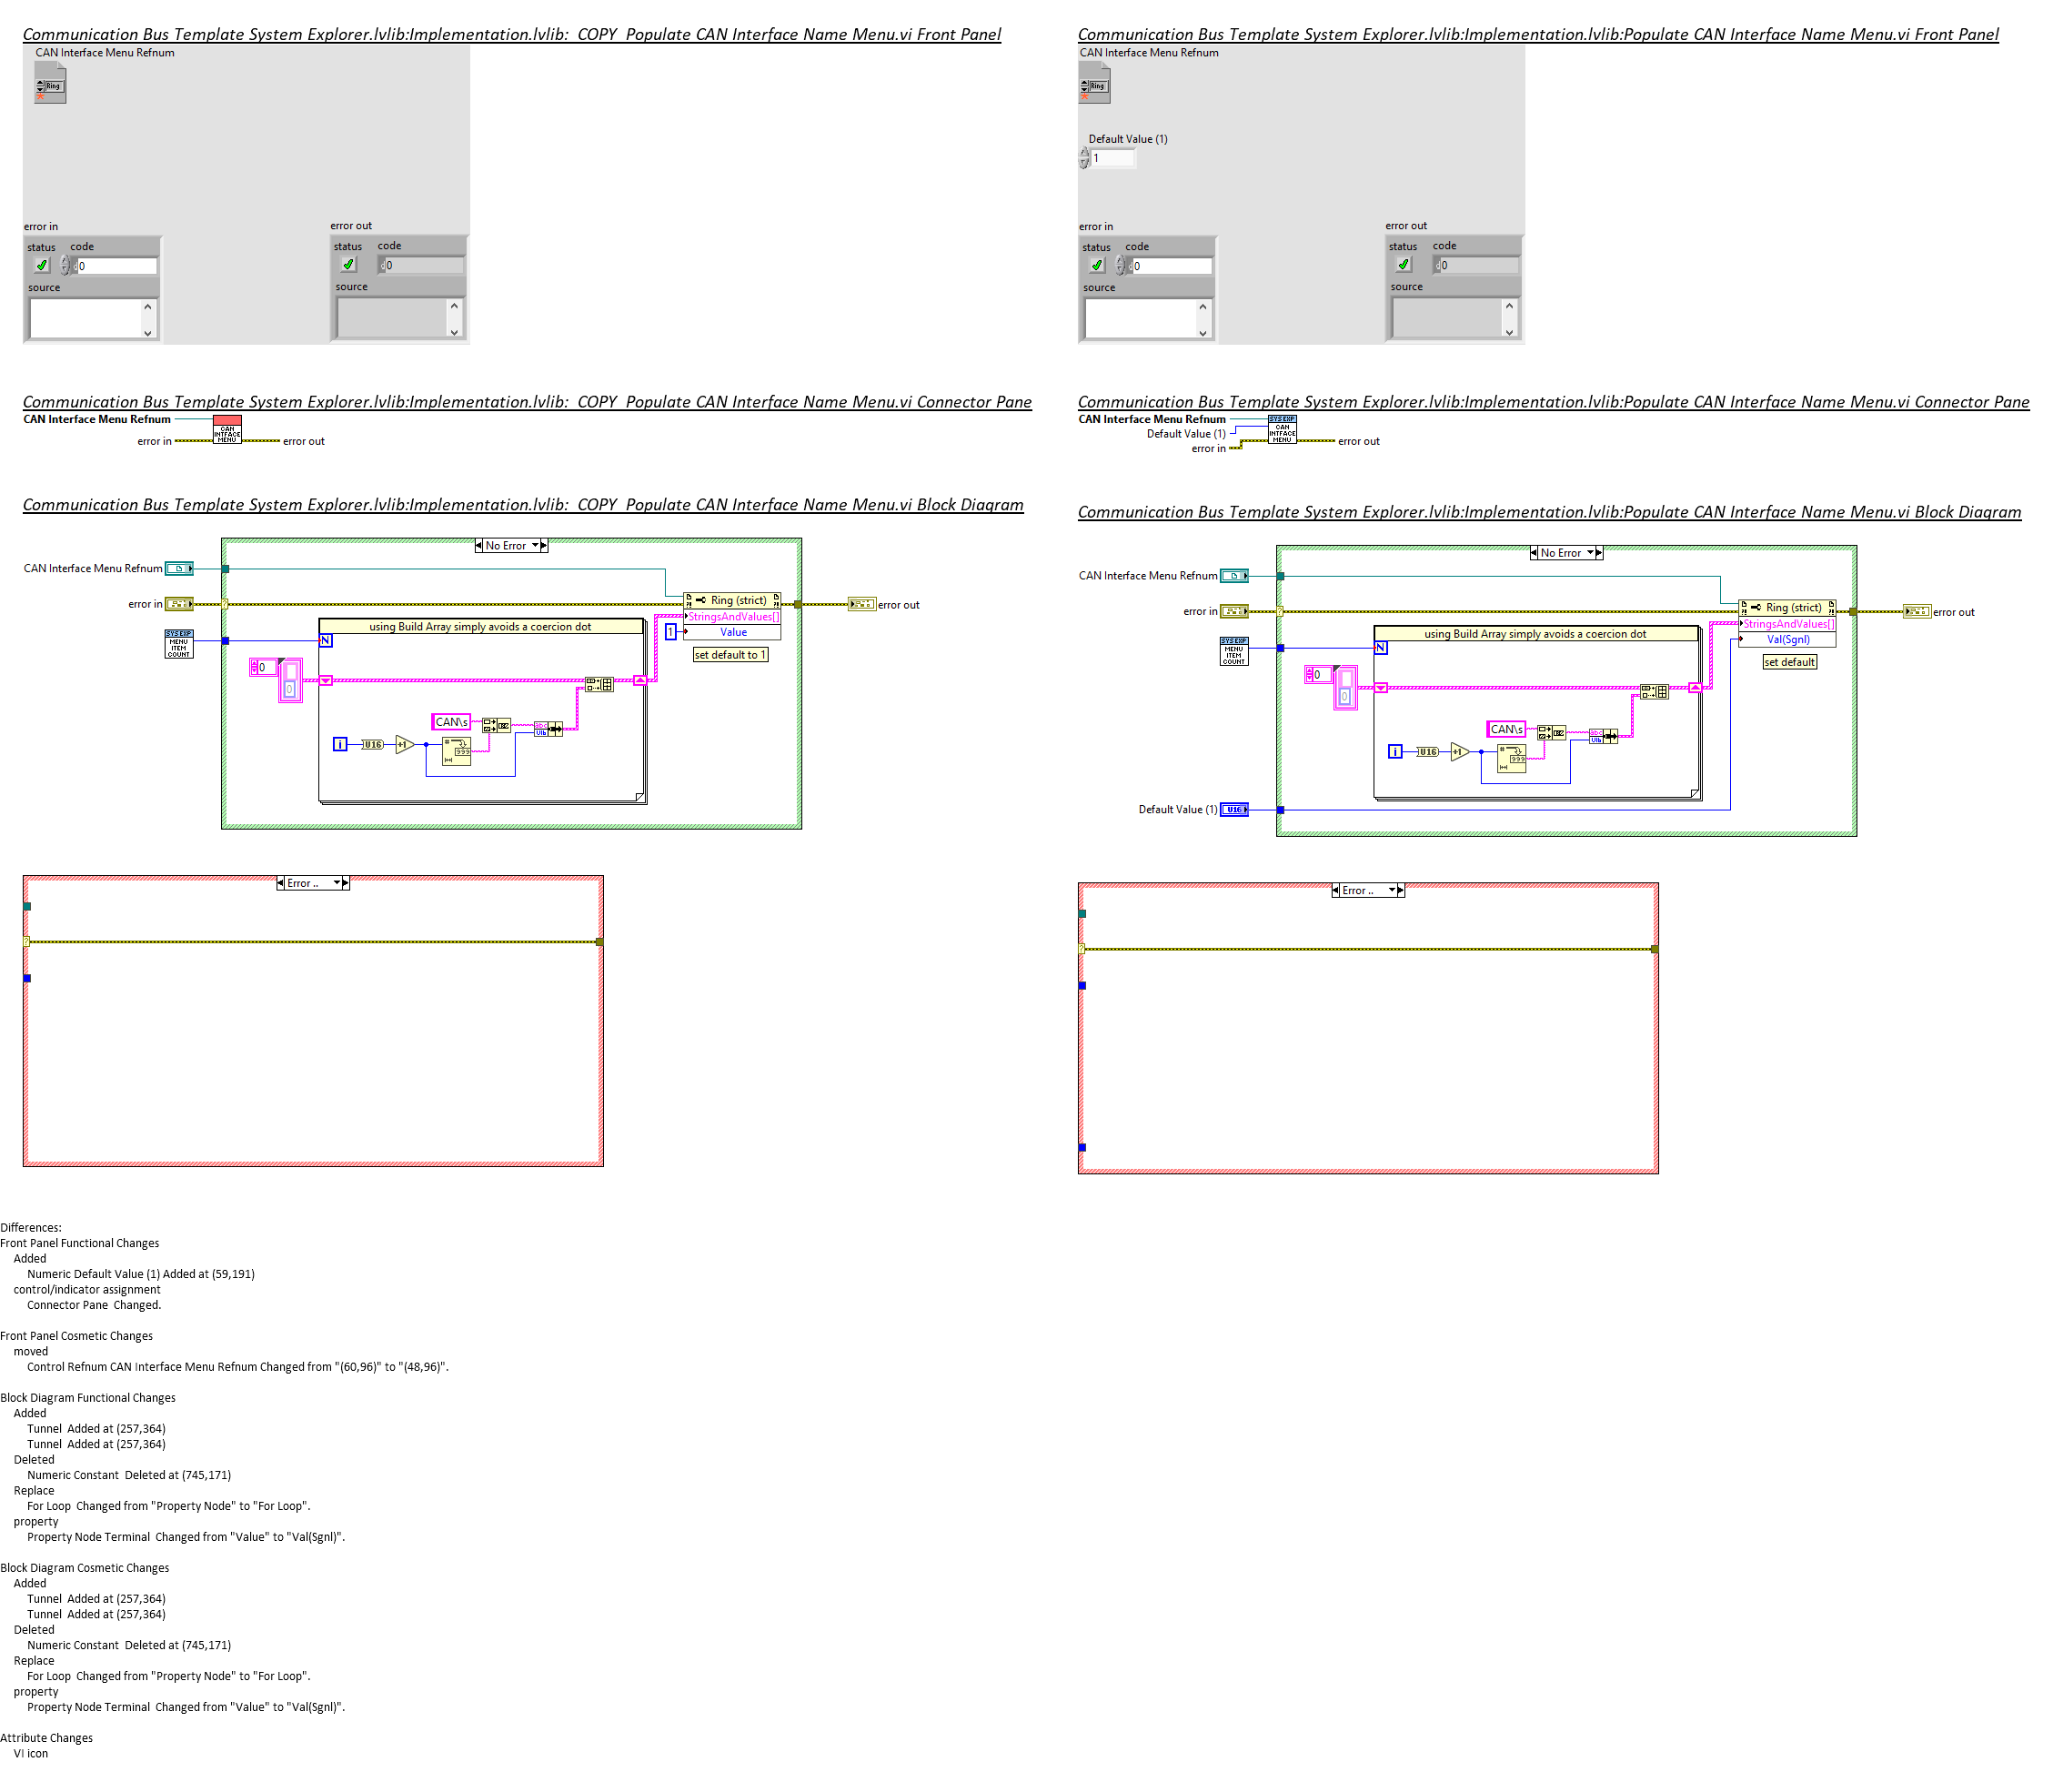 Communication Bus Template System Explorer.lvlib:Implementation.lvlib:  COPY  Populate CAN Interface Name Menu.vi Front Panel
CAN Interface Menu Refnum
Ring
error in
status code
0
source
error out
status code
0
source
Communication Bus Template System Explorer.lvlib:Implementation.lvlib:Populate CAN Interface Name Menu.vi Front Panel
CAN Interface Menu Refnum
Ring
Default Value (1)
1
error in
status code
0
source
error out
status code
0
source
Communication Bus Template System Explorer.lvlib:Implementation.lvlib:  COPY  Populate CAN Interface Name Menu.vi Connector Pane
CAN Interface Menu Refnum
error in
CAN
INTFACE
MENU
error out
Communication Bus Template System Explorer.lvlib:Implementation.lvlib:Populate CAN Interface Name Menu.vi Connector Pane
CAN Interface Menu Refnum
Default Value (1)
error in
SYS EXP
CAN
INTFACE
MENU
error out
Communication Bus Template System Explorer.lvlib:Implementation.lvlib:  COPY  Populate CAN Interface Name Menu.vi Block Diagram
No Error
CAN Interface Menu Refnum
error in
SYS EXP
MENU
ITEM
COUNT
using Build Array simply avoids a coercion dot
N
0
0
CAN\s
i
U16
+1
999
abc
U16
Ring (strict)
StringsAndValues[]
1
Value
set default to 1
error out
Error ..
Communication Bus Template System Explorer.lvlib:Implementation.lvlib:Populate CAN Interface Name Menu.vi Block Diagram
No Error
CAN Interface Menu Refnum
error in
SYS EXP
MENU
ITEM
COUNT
using Build Array simply avoids a coercion dot
N
0
0
CAN\s
i
U16
+1
999
abc
U16
Ring (strict)
StringsAndValues[]
Val(Sgnl)
set default
error out
Default Value (1)
U16
Error ..
Differences:
Front Panel Functional Changes
Added
Numeric Default Value (1) Added at (59,191)
control/indicator assignment
Connector Pane  Changed.
Front Panel Cosmetic Changes
moved
Control Refnum CAN Interface Menu Refnum Changed from "(60,96)" to "(48,96)".
Block Diagram Functional Changes
Added
Tunnel  Added at (257,364)
Tunnel  Added at (257,364)
Deleted
Numeric Constant  Deleted at (745,171)
Replace
For Loop  Changed from "Property Node" to "For Loop".
property
Property Node Terminal  Changed from "Value" to "Val(Sgnl)".
Block Diagram Cosmetic Changes
Added
Tunnel  Added at (257,364)
Tunnel  Added at (257,364)
Deleted
Numeric Constant  Deleted at (745,171)
Replace
For Loop  Changed from "Property Node" to "For Loop".
property
Property Node Terminal  Changed from "Value" to "Val(Sgnl)".
Attribute Changes
VI icon